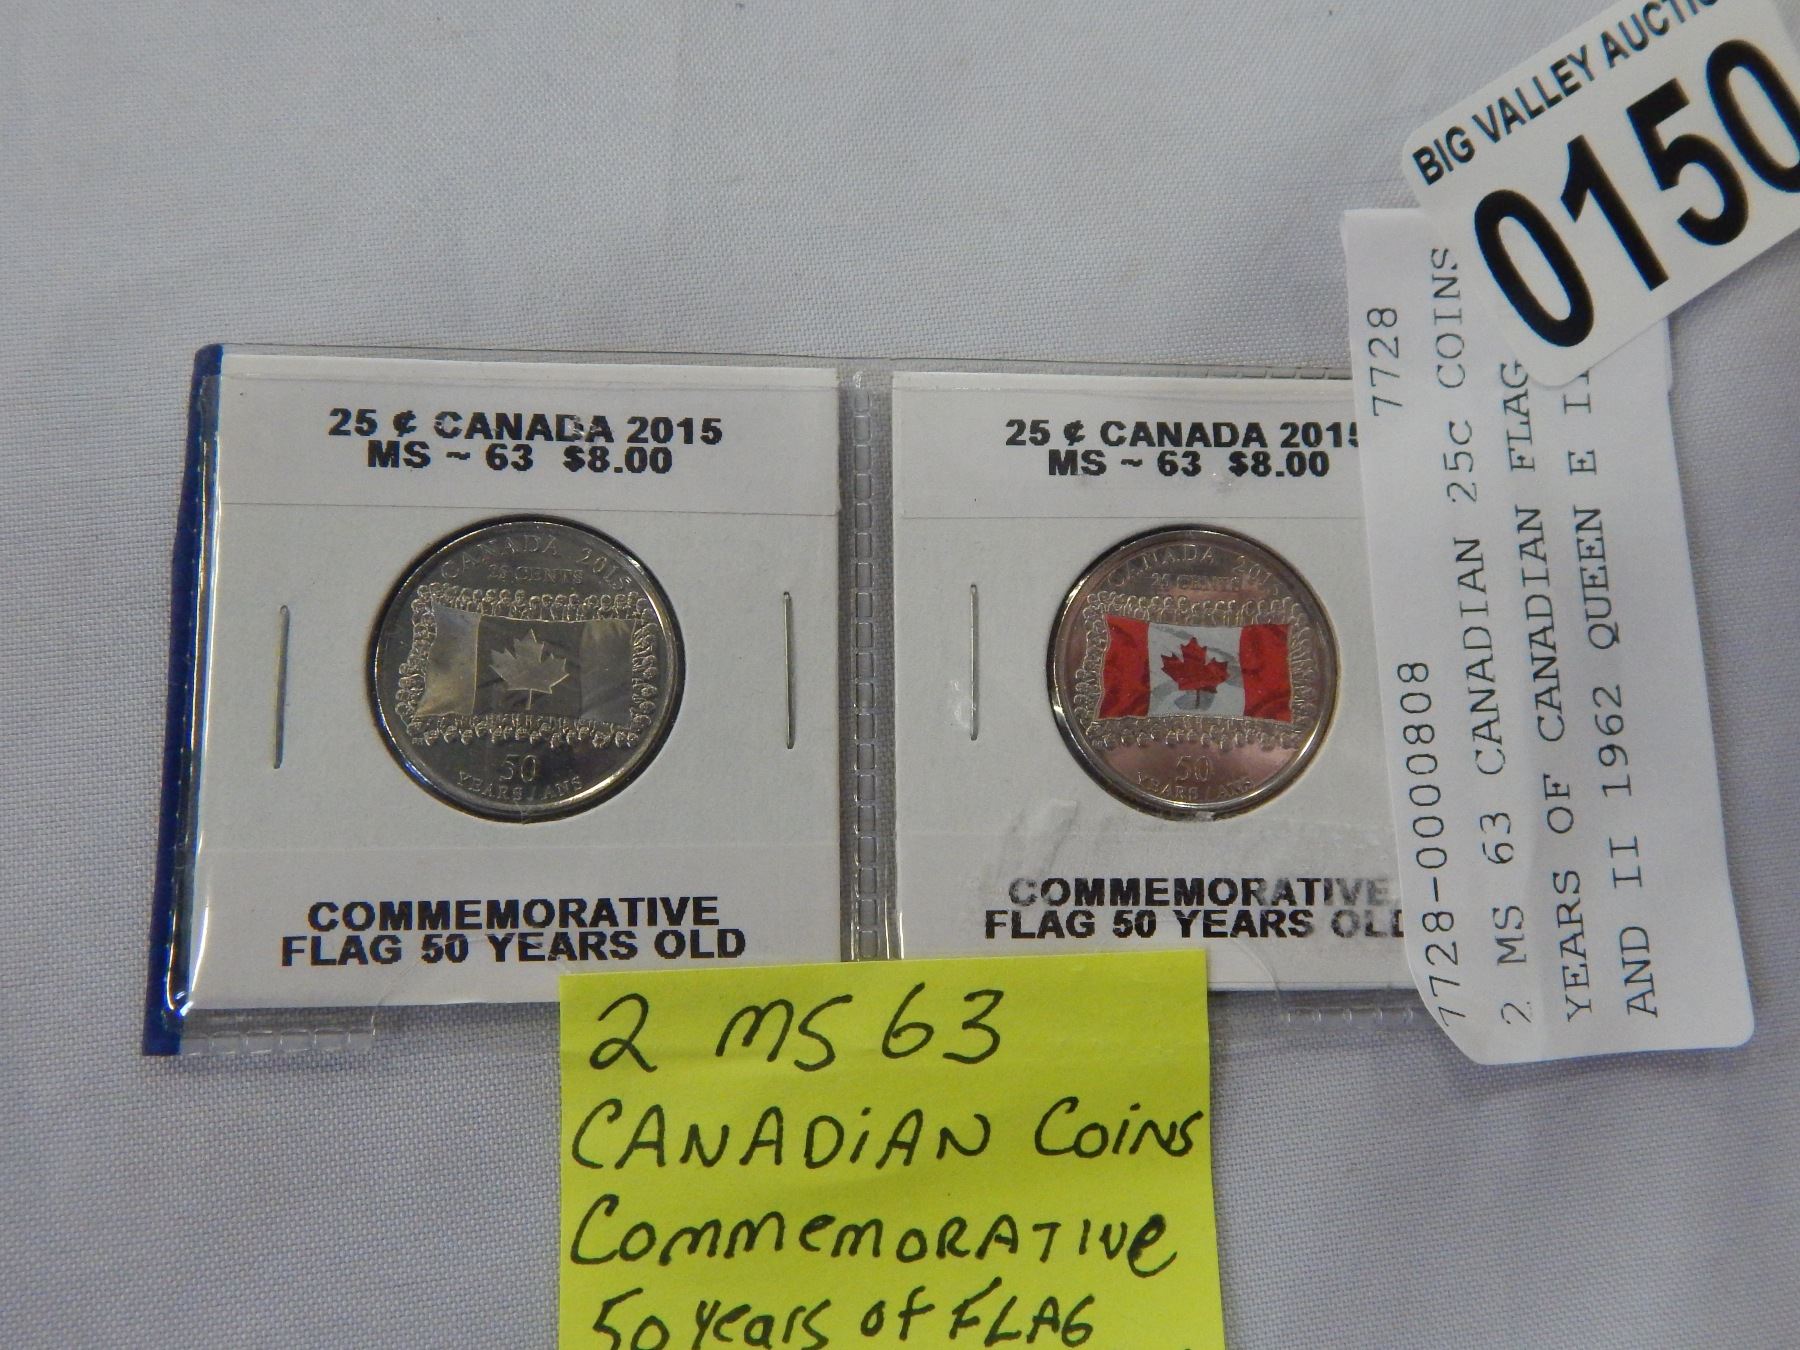 25 ¢ CANADA 2015
MS ~ 63 $8.00
CANADA 2015
25 CENTS
50
YEARS / ANS
COMMEMORATIVE
FLAG 50 YEARS OLD
25 ¢ CANADA 2015
MS ~ 63 $8.00
CANADA 2015
25 CENTS
50
YEARS / ANS
COMMEMORATIVE
FLAG 50 YEARS OLD
BIG VALLEY AUCTIO
0150
7728
7728-0000808
2 MS 63 CANADIAN 25C COINS
YEARS OF CANADIAN FLAG
AND II 1962 QUEEN E II
2 MS 63
CANADiAN Coins
Commemorative
50 years of FLAG